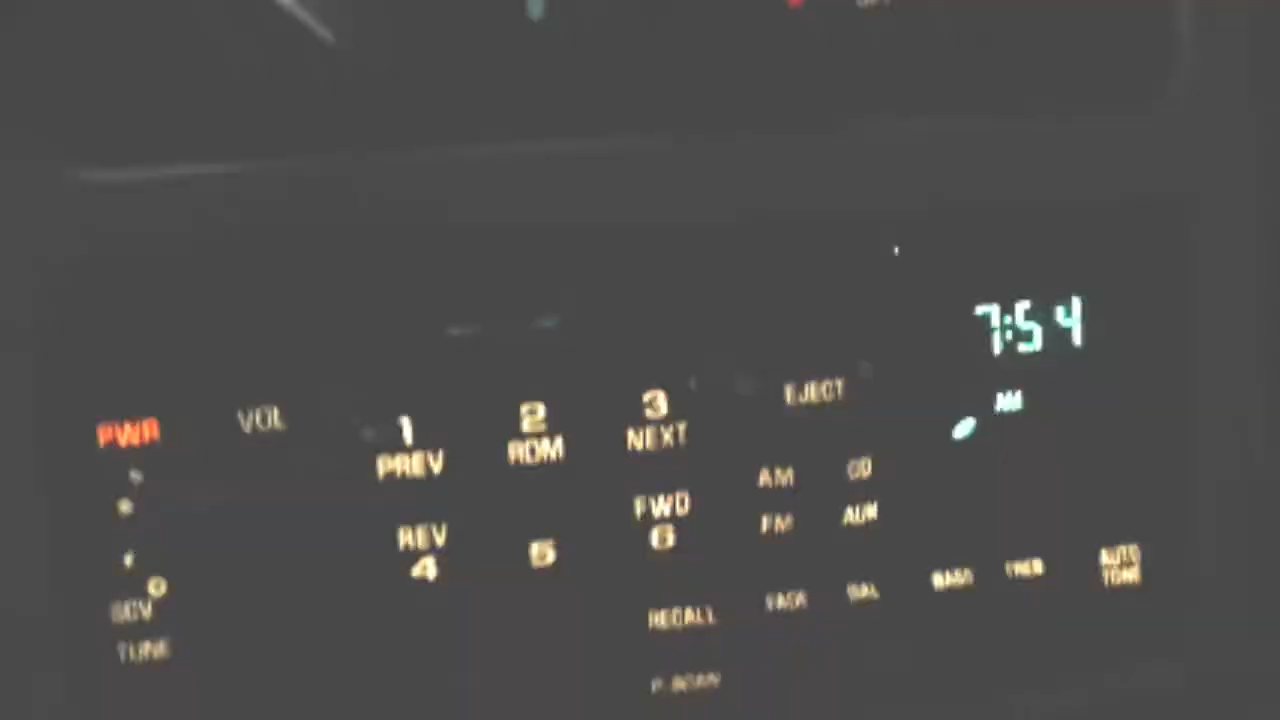 7:54
AM
PWR
VOL
1
PREV
2
RDM
3
NEXT
EJECT
AM
CD
FM
AUX
REV
4
5
FWD
6
SCV
TUNE
RECALL
FADE
BAL
BASS
TREB
AUTO
TONE
P.SCAN